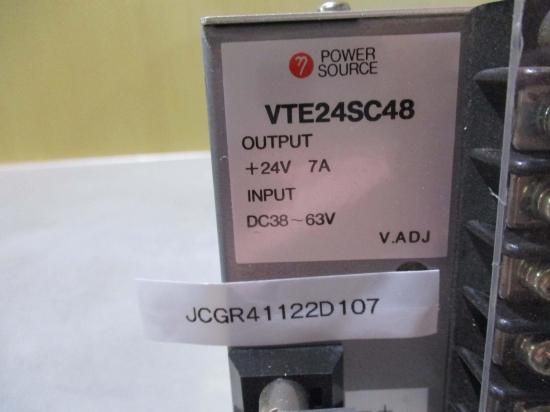 η POWER
SOURCE
VTE24SC48
OUTPUT
+24V 7A
INPUT
DC38~63V
V.ADJ
JCGR41122D107